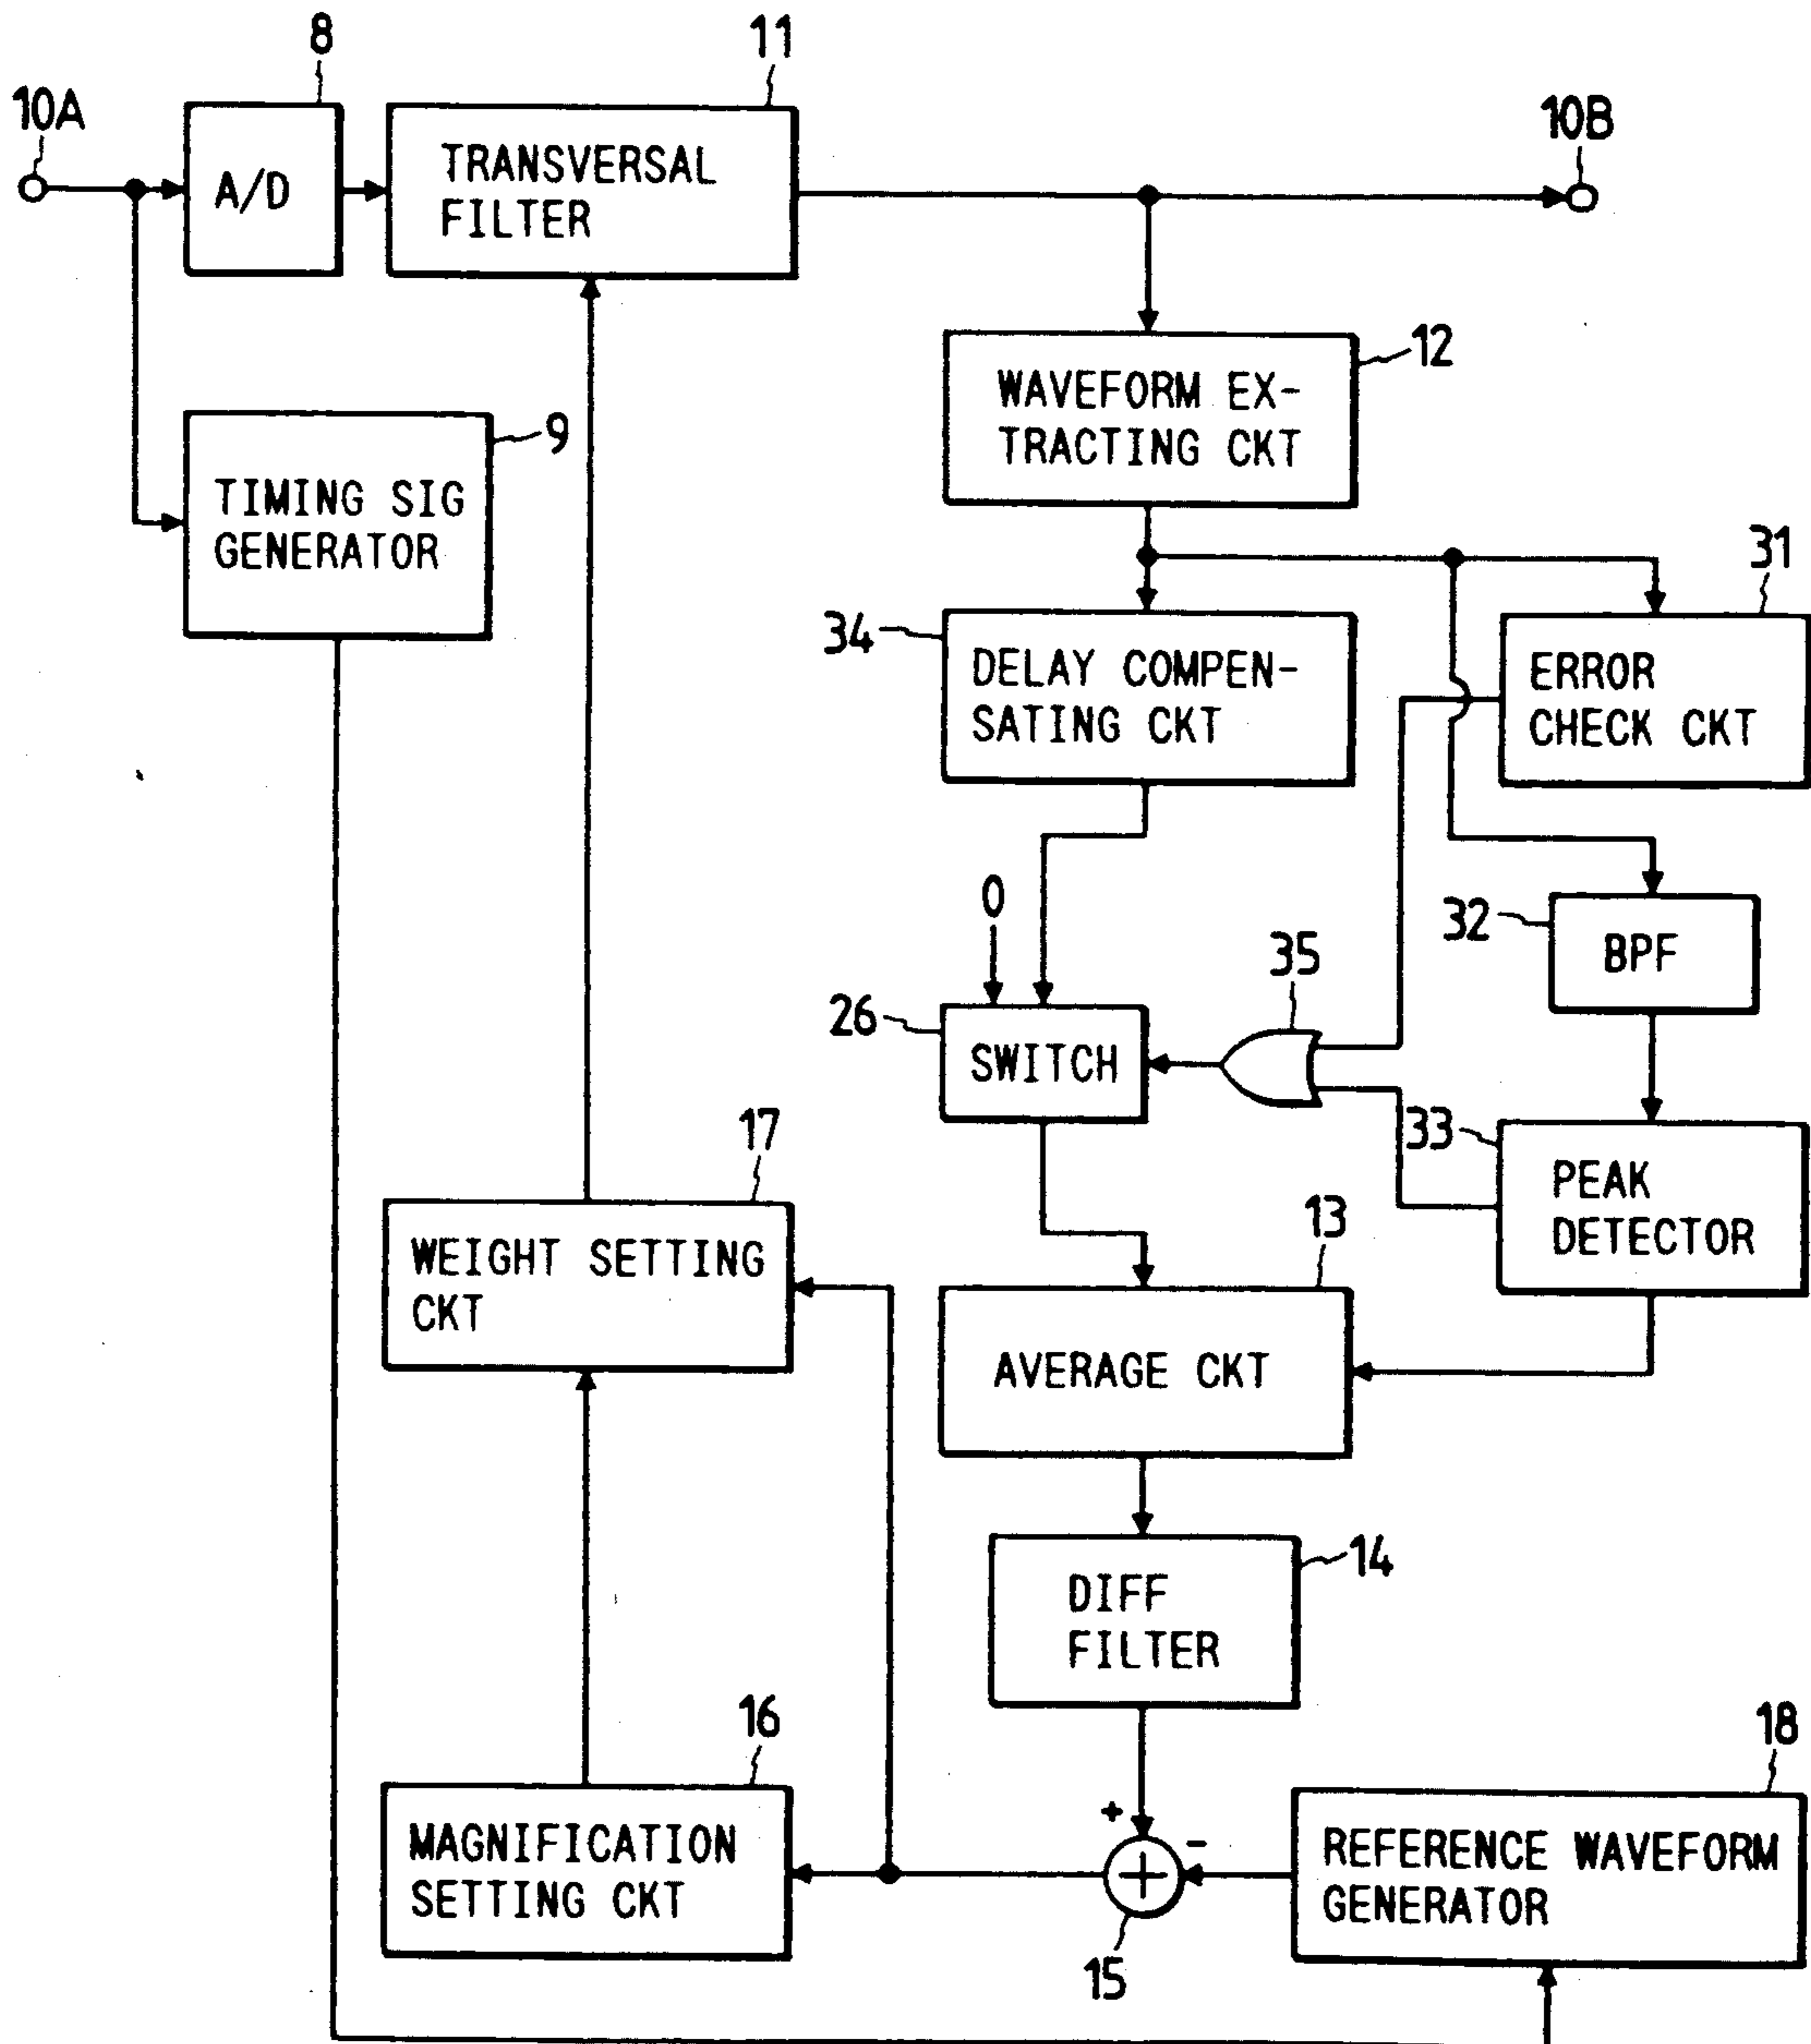 8
11
10A
10B
A/D
TRANSVERSAL
FILTER
12
WAVEFORM EX-
TRACTING CKT
9
TIMING SIG
GENERATOR
31
34
DELAY COMPEN-
SATING CKT
ERROR
CHECK CKT
0
32
BPF
35
26
SWITCH
33
PEAK
DETECTOR
17
WEIGHT SETTING
CKT
13
AVERAGE CKT
14
DIFF
FILTER
16
18
MAGNIFICATION
SETTING CKT
+
-
+
REFERENCE WAVEFORM
GENERATOR
15